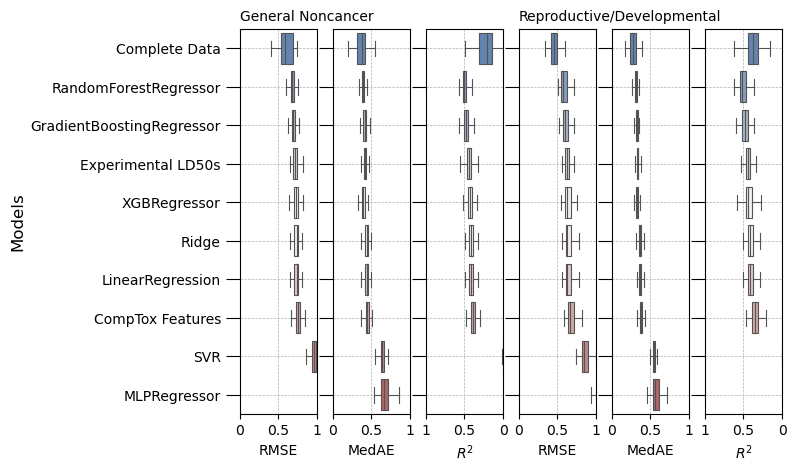 General Noncancer
Reproductive/Developmental
Models
Complete Data
RandomForestRegressor
GradientBoostingRegressor
Experimental LD50s
XGBRegressor
Ridge
LinearRegression
CompTox Features
SVR
MLPRegressor
0 0.5 1 0 0.5 1 1 0.5 0 0 0.5 1 0 0.5 1 1 0.5 0
RMSE MedAE R² RMSE MedAE R²